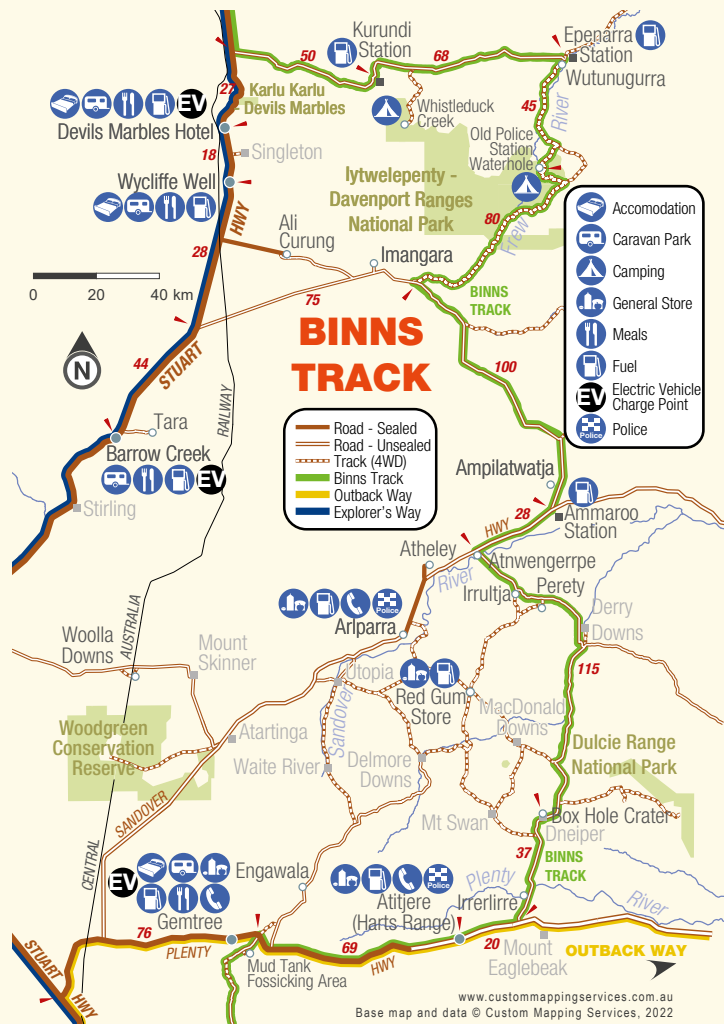 Kurundi
Station
50
68
Epenarra
Station
Wutunugurra
27
Karlu Karlu
- Devils Marbles
EV
Devils Marbles Hotel
Whistleduck
Creek
45
River
Old Police
Station
Waterhole
18
Singleton
Wycliffe Well
HWY
Iytwelepenty -
Davenport Ranges
National Park
80
Frew
Accomodation
Caravan Park
Camping
General Store
Meals
Fuel
EV
Electric Vehicle
Charge Point
Police
Police
28
Ali
Curung
Imangara
0 20 40 km
75
BINNS
TRACK
BINNS
TRACK
N
44
STUART
100
RAILWAY
Road - Sealed
Road - Unsealed
Track (4WD)
Binns Track
Outback Way
Explorer's Way
Tara
Barrow Creek
EV
Stirling
Ampilatwatja
28
HWY
Ammaroo
Station
Atheley
River
Atnwengerrpe
Irrultja
Perety
Police
Arlparra
Derry
Downs
AUSTRALIA
Woolla
Downs
Mount
Skinner
Utopia
115
Red Gum
Store
Sandover
MacDonald
Downs
Woodgreen
Conservation
Reserve
Atartinga
Waite River
Delmore
Downs
Dulcie Range
National Park
SANDOVER
Mt Swan
Box Hole Crater
Dneiper
CENTRAL
37
BINNS
TRACK
EV
Engawala
Police
Plenty
River
Gemtree
Atitjere
(Harts Range)
Irrerlirre
76
PLENTY
STUART
HWY
69
HWY
20
Mount
Eaglebeak
OUTBACK WAY
Mud Tank
Fossicking Area
www.custommappingservices.com.au
Base map and data © Custom Mapping Services, 2022